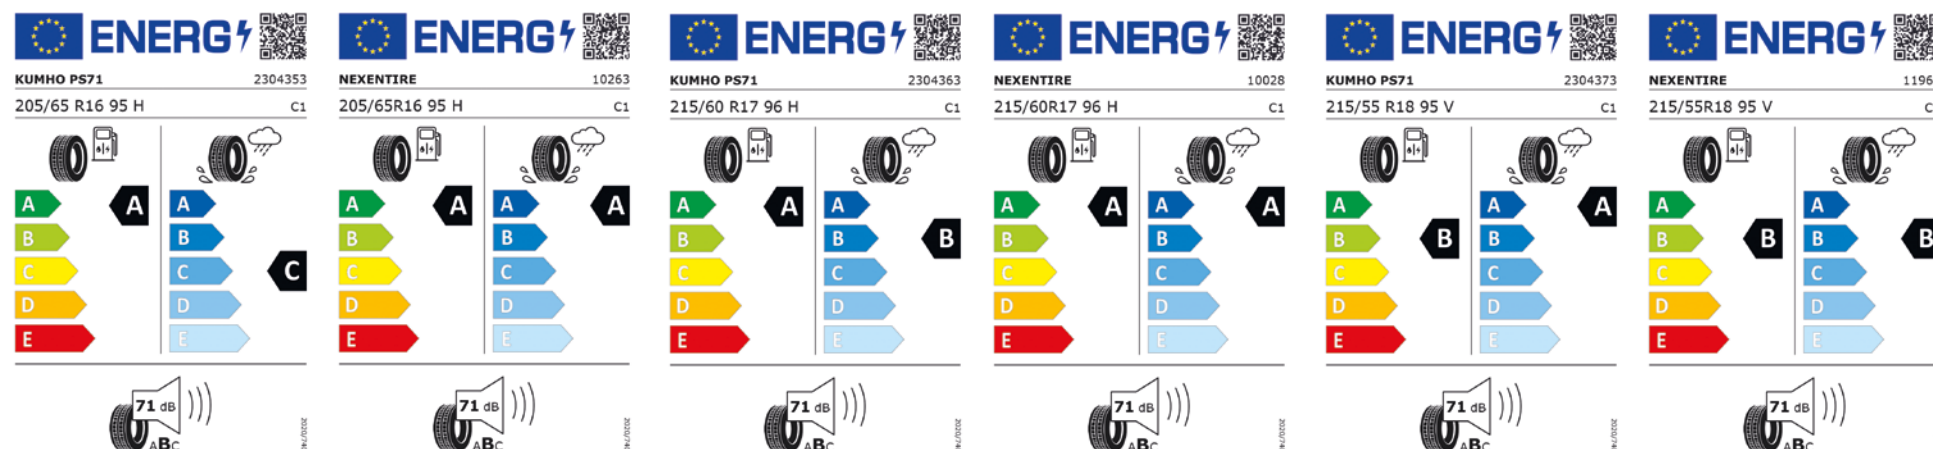 ENERG
KUMHO PS71 2304353
205/65 R16 95 H C1
A A A
B B
C C C
D D
E E
71 dB
ABC
ENERG
NEXENTIRE 10263
205/65R16 95 H C1
A A A A
B B
C C
D D
E E
71 dB
ABC
ENERG
KUMHO PS71 2304363
215/60 R17 96 H C1
A A A
B B B
C C
D D
E E
71 dB
ABC
ENERG
NEXENTIRE 10028
215/60R17 96 H C1
A A A A
B B
C C
D D
E E
71 dB
ABC
ENERG
KUMHO PS71 2304373
215/55 R18 95 V C1
A A A
B B B
C C
D D
E E
71 dB
ABC
ENERG
NEXENTIRE 1196
215/55R18 95 V C
A A
B B B B
C C
D D
E E
71 dB
ABC